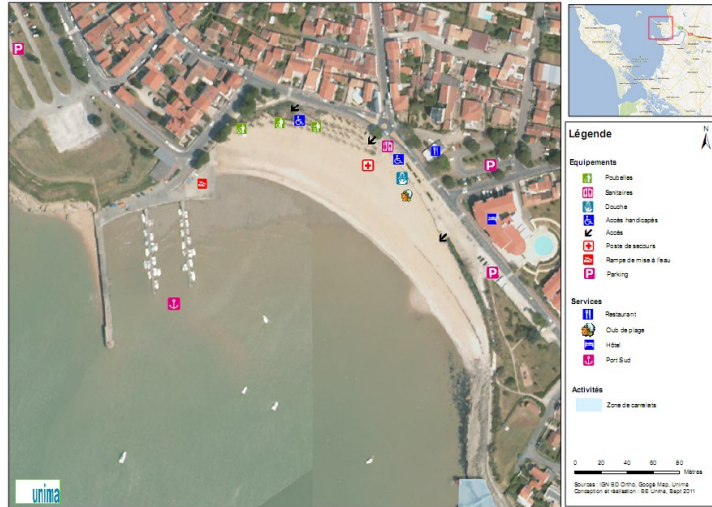 P
P
P
unima
Légende
N
Equipements
Poubelles
Sanitaires
Douche
Accès handicapés
Accès
Poste de secours
Rampe de mise à l'eau
P
Parking
Services
Restaurant
Club de plage
Hôtel
Port Sud
Activités
Zone de carrelets
0 20 40 60 80
Mètres
Sources : IGN BD Ortho, Google Map, Unima
Conception et réalisation : BE Unima, Sept 2011